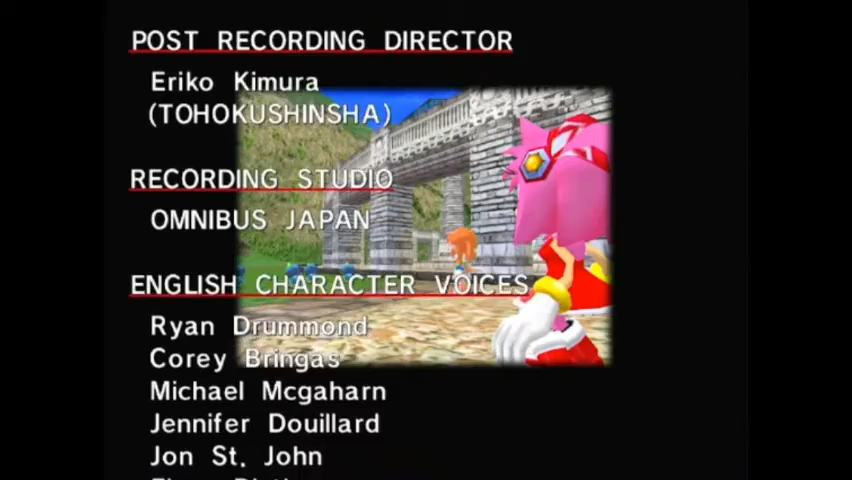 POST RECORDING DIRECTOR
Eriko Kimura
(TOHOKUSHINSHA)
RECORDING STUDIO
OMNIBUS JAPAN
ENGLISH CHARACTER VOICES
Ryan Drummond
Corey Bringas
Michael Mcgaharn
Jennifer Douillard
Jon St. John